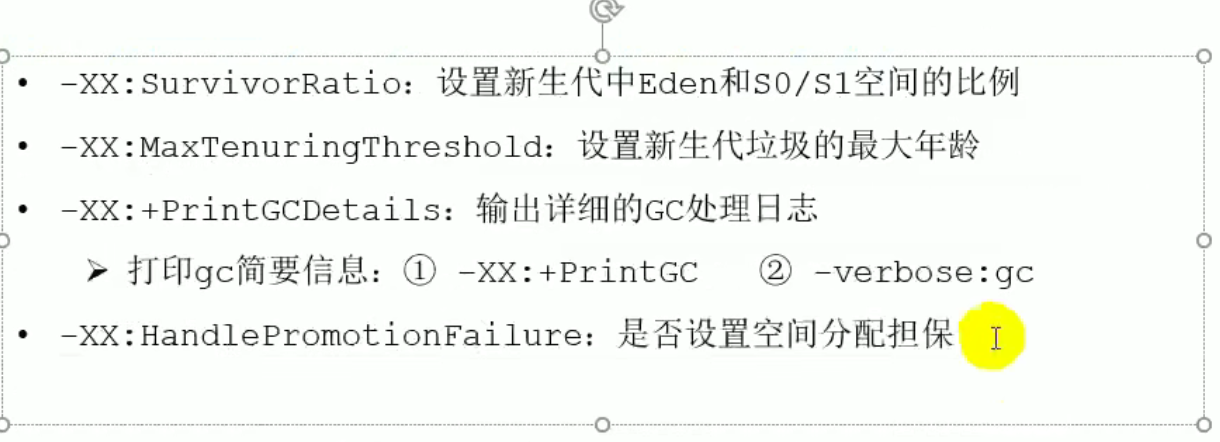 • -XX:SurvivorRatio：设置新生代中Eden和S0/S1空间的比例
• -XX:MaxTenuringThreshold：设置新生代垃圾的最大年龄
• -XX:+PrintGCDetails：输出详细的GC处理日志
➢ 打印gc简要信息：① -XX:+PrintGC ② -verbose:gc
• -XX:HandlePromotionFailure：是否设置空间分配担保